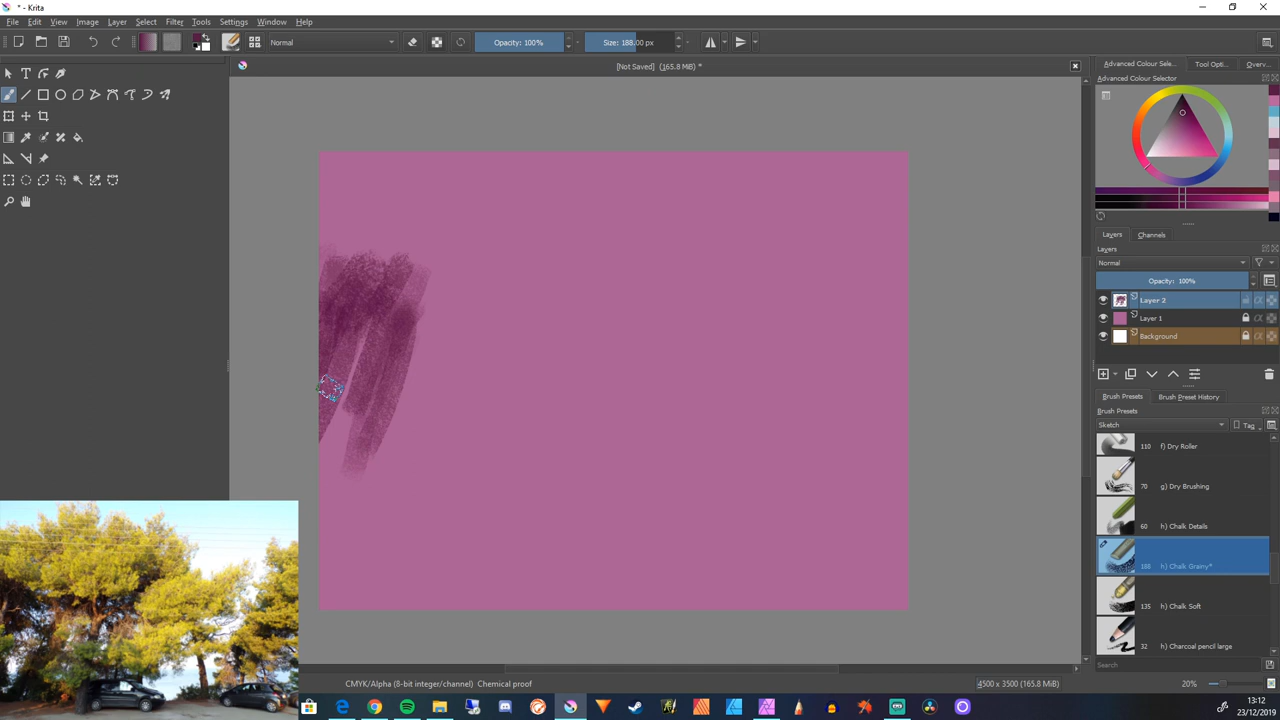 * - Krita
File Edit View Image Layer Select Filter Tools Settings Window Help
Normal Opacity: 100% Size: 188.00 px
[Not Saved] (165.8 MiB) *
Advanced Colour Sele... Tool Opti... Overv...
Advanced Colour Selector
Layers Channels
Layers
Normal
Opacity: 100%
Layer 2
Layer 1
Background
Brush Presets Brush Preset History
Brush Presets
Sketch Tag
110 f) Dry Roller
70 g) Dry Brushing
60 h) Chalk Details
188 h) Chalk Grainy*
135 h) Chalk Soft
32 h) Charcoal pencil large
Search
CMYK/Alpha (8-bit integer/channel) Chemical proof 4500 x 3500 (165.8 MiB) 20%
13:12
23/12/2019